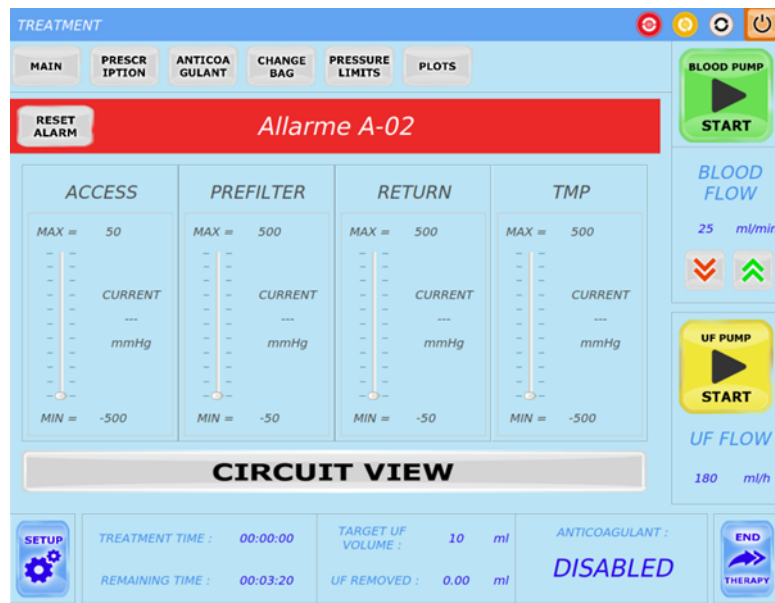 TREATMENT
MAIN
PRESCR
IPTION
ANTICOA
GULANT
CHANGE
BAG
PRESSURE
LIMITS
PLOTS
BLOOD PUMP
START
RESET
ALARM
Allarme A-02
BLOOD
FLOW
25 ml/min
ACCESS
MAX = 50
CURRENT
---
mmHg
MIN = -500
PREFILTER
MAX = 500
CURRENT
---
mmHg
MIN = -50
RETURN
MAX = 500
CURRENT
---
mmHg
MIN = -50
TMP
MAX = 500
CURRENT
---
mmHg
MIN = -500
UF PUMP
START
UF FLOW
180 ml/h
CIRCUIT VIEW
SETUP
TREATMENT TIME : 00:00:00
REMAINING TIME : 00:03:20
TARGET UF
VOLUME : 10 ml
UF REMOVED : 0.00 ml
ANTICOAGULANT :
DISABLED
END
THERAPY